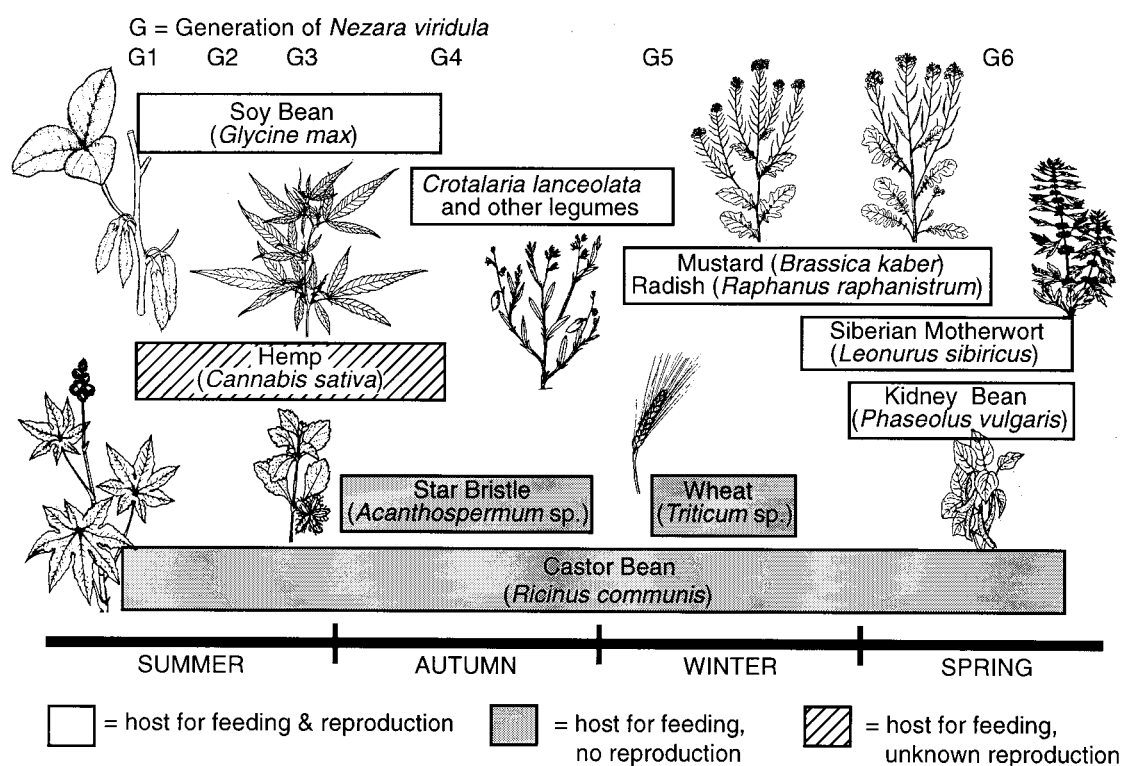 G = Generation of Nezara viridula
G1 G2 G3 G4 G5 G6
Soy Bean
(Glycine max)
Crotalaria lanceolata
and other legumes
Mustard (Brassica kaber)
Radish (Raphanus raphanistrum)
Siberian Motherwort
(Leonurus sibiricus)
Hemp
(Cannabis sativa)
Kidney Bean
(Phaseolus vulgaris)
Star Bristle
(Acanthospermum sp.)
Wheat
(Triticum sp.)
Castor Bean
(Ricinus communis)
SUMMER AUTUMN WINTER SPRING
= host for feeding & reproduction
= host for feeding,
no reproduction
= host for feeding,
unknown reproduction